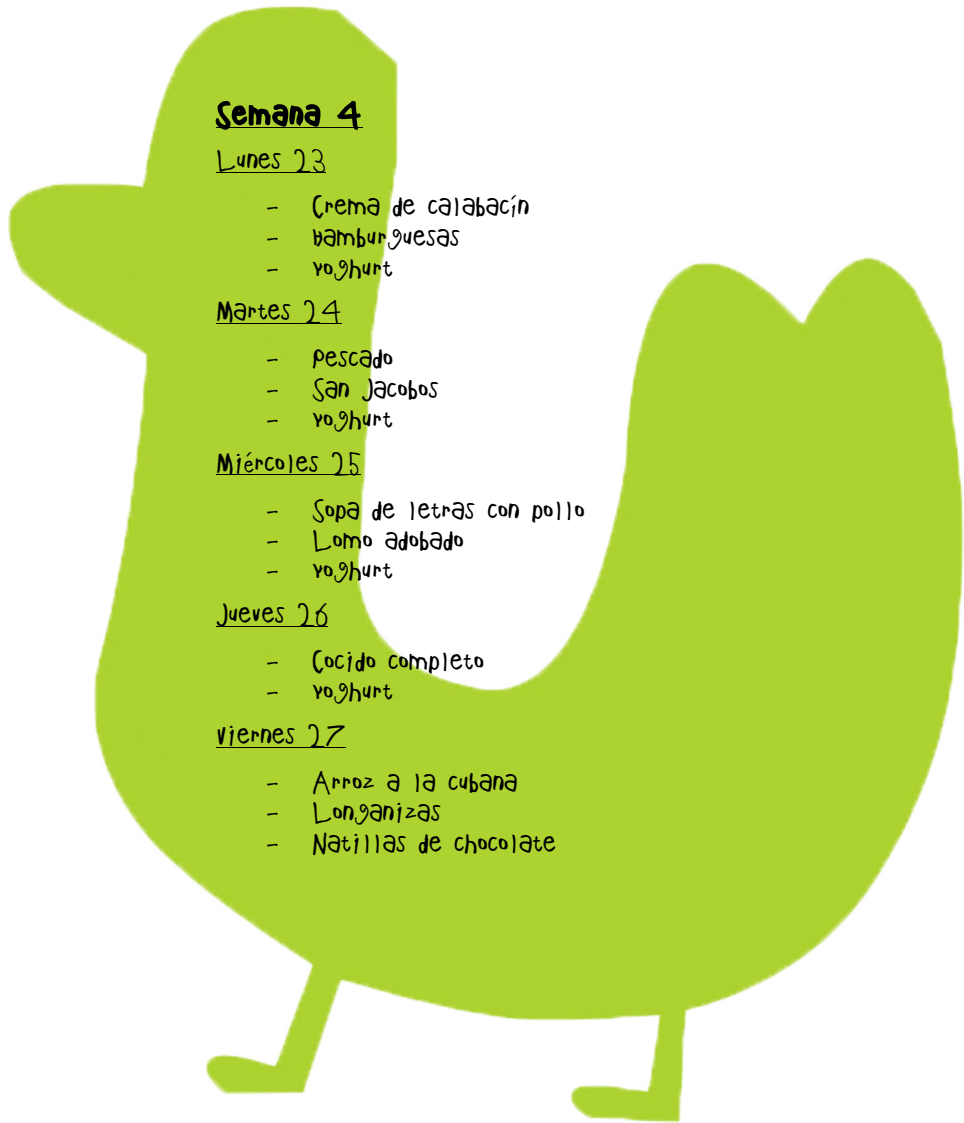 Semana 4
Lunes 23
- Crema de calabacín
- Hamburguesas
- Yoghurt
Martes 24
- Pescado
- San Jacobos
- Yoghurt
Miércoles 25
- Sopa de letras con pollo
- Lomo adobado
- Yoghurt
Jueves 26
- Cocido completo
- Yoghurt
Viernes 27
- Arroz a la cubana
- Longanizas
- Natillas de chocolate